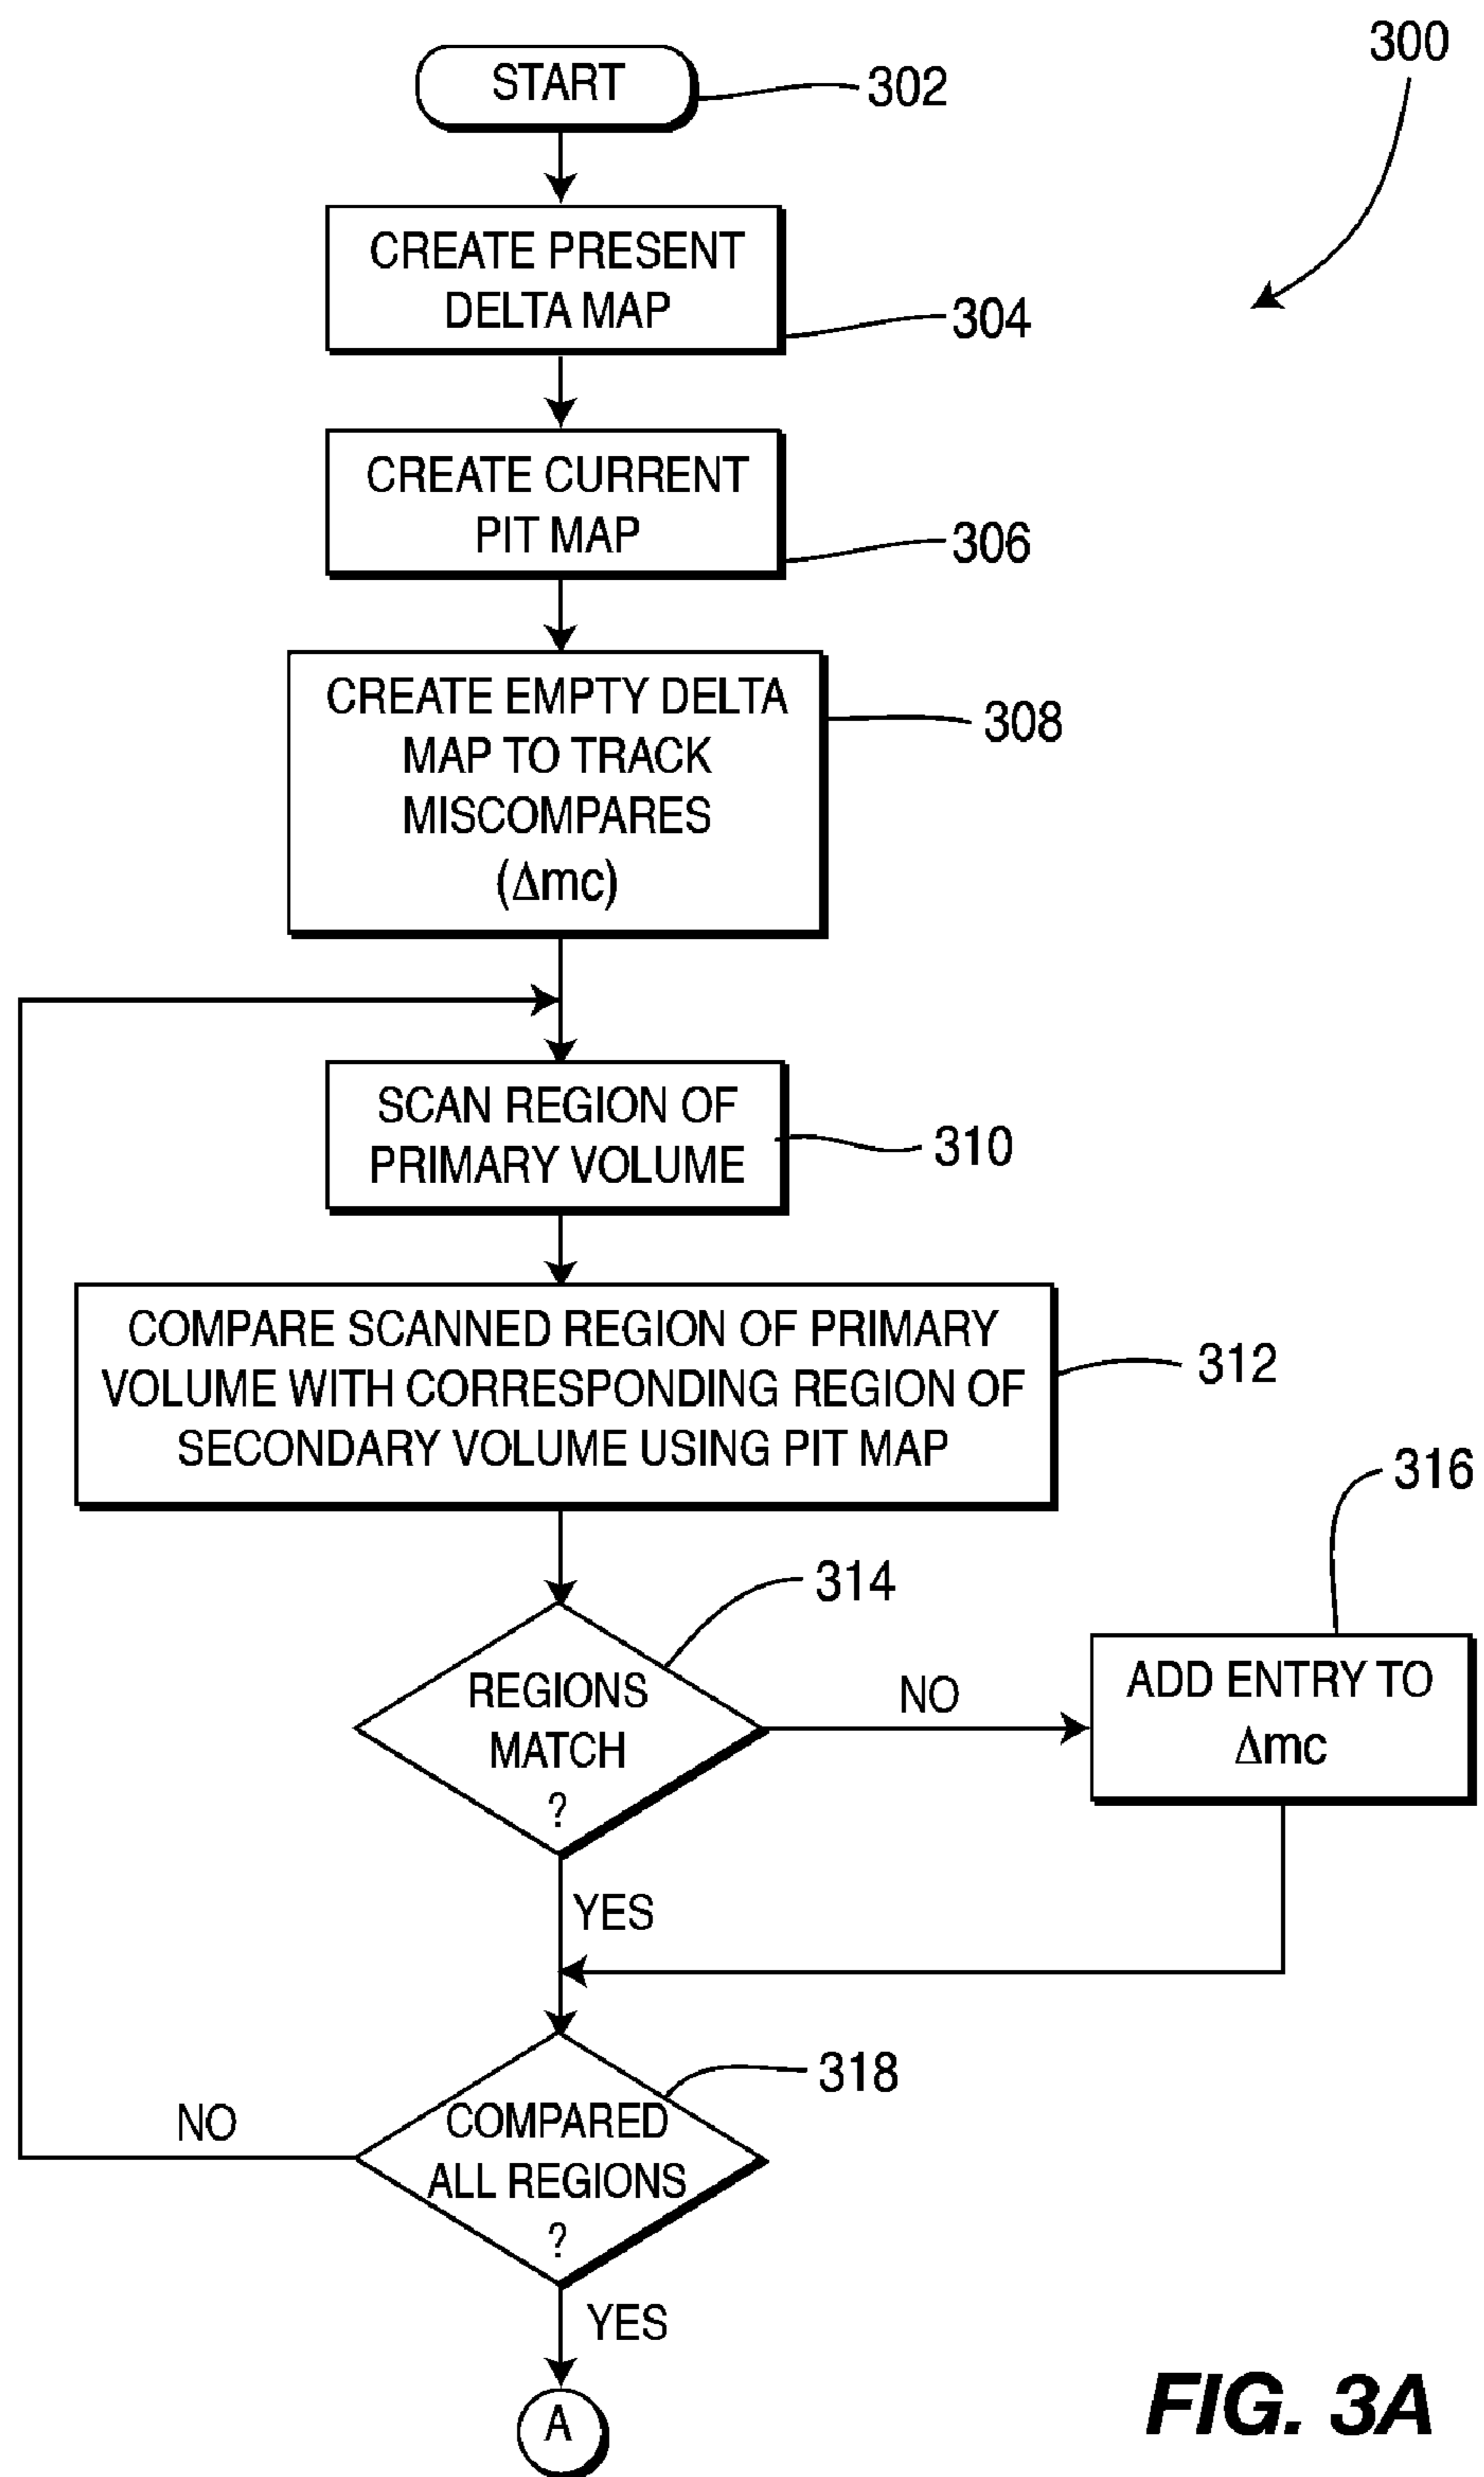 300
START
302
CREATE PRESENT
DELTA MAP
304
CREATE CURRENT
PIT MAP
306
CREATE EMPTY DELTA
MAP TO TRACK
MISCOMPARES
(Δmc)
308
SCAN REGION OF
PRIMARY VOLUME
310
COMPARE SCANNED REGION OF PRIMARY
VOLUME WITH CORRESPONDING REGION OF
SECONDARY VOLUME USING PIT MAP
312
REGIONS
MATCH
?
314
NO
ADD ENTRY TO
Δmc
316
YES
COMPARED
ALL REGIONS
?
318
NO
YES
A
FIG. 3A